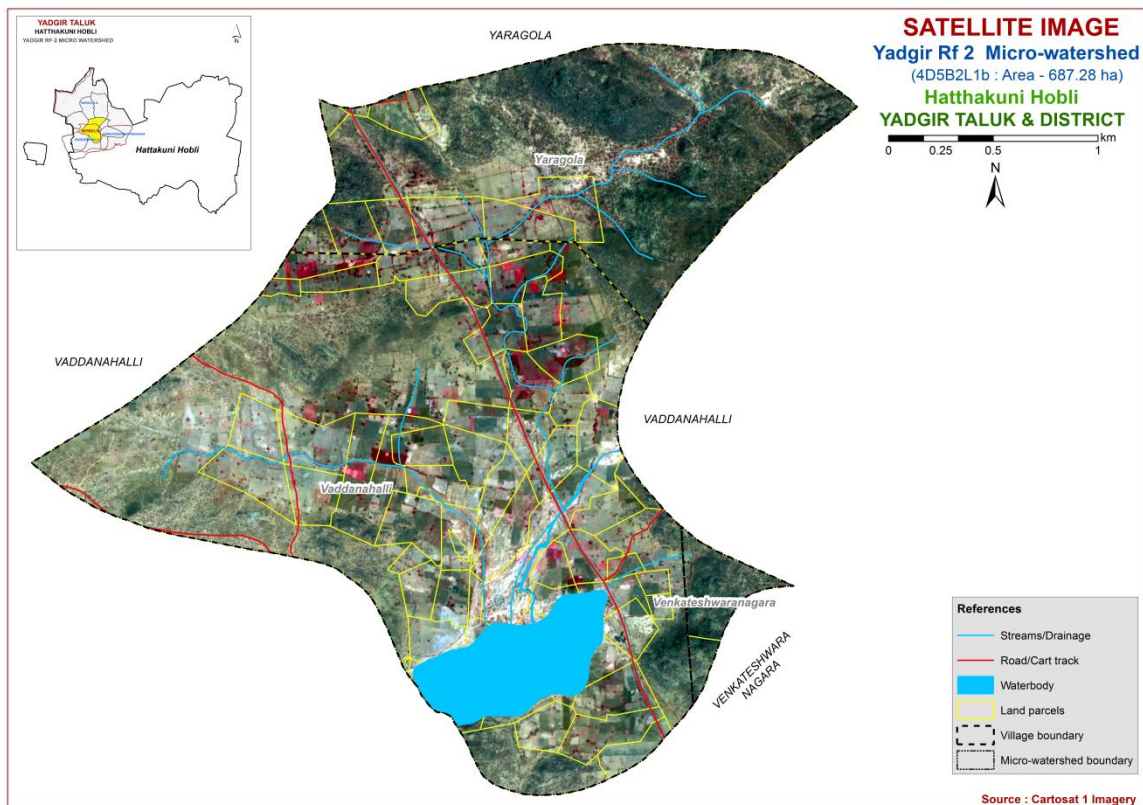 YADGIR TALUK
HATTHAKUNI HOBLI
YADGIR RF-2 MICRO WATERSHED
N
Hattakuni Hobli
SATELLITE IMAGE
Yadgir Rf 2 Micro-watershed
(4D5B2L1b : Area - 687.28 ha)
Hatthakuni Hobli
YADGIR TALUK & DISTRICT
km
0 0.25 0.5 1
N
YARAGOLA
Yaragola
VADDANAHALLI
VADDANAHALLI
Vaddanahalli
Venkateshwaranagara
VENKATESHWARA
NAGARA
References
Streams/Drainage
Road/Cart track
Waterbody
Land parcels
Village boundary
Micro-watershed boundary
Source : Cartosat 1 Imagery